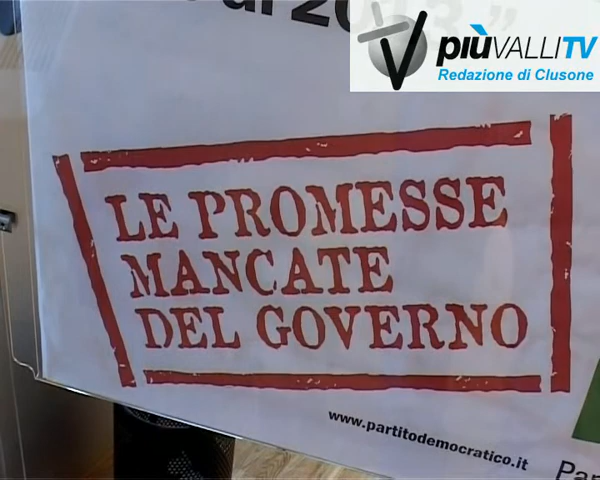 piùVALLITV
Redazione di Clusone
LE PROMESSE
MANCATE
DEL GOVERNO
www.partitodemocratico.it